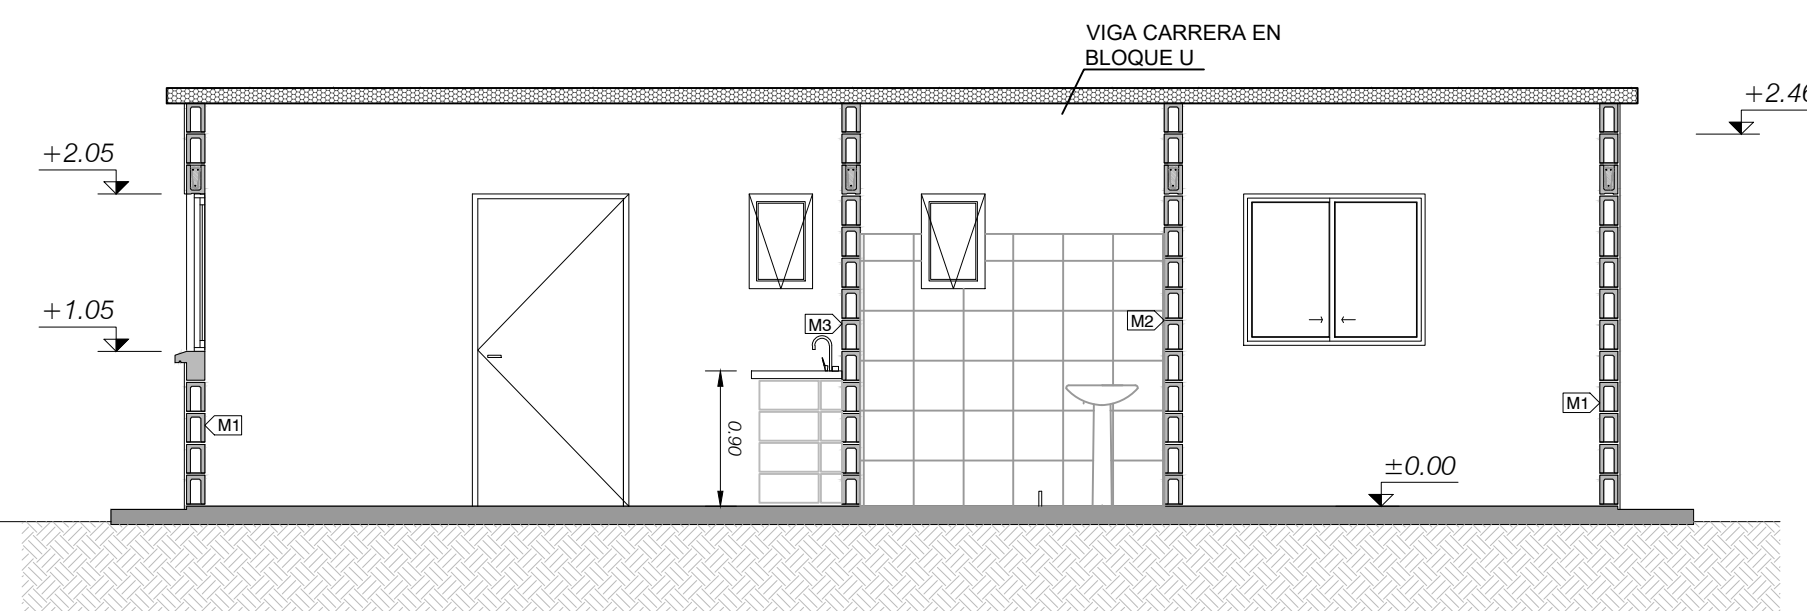 VIGA CARRERA EN
BLOQUE U
+2.46
+2.05
+1.05
M3
M2
M1
M1
0.90
±0.00